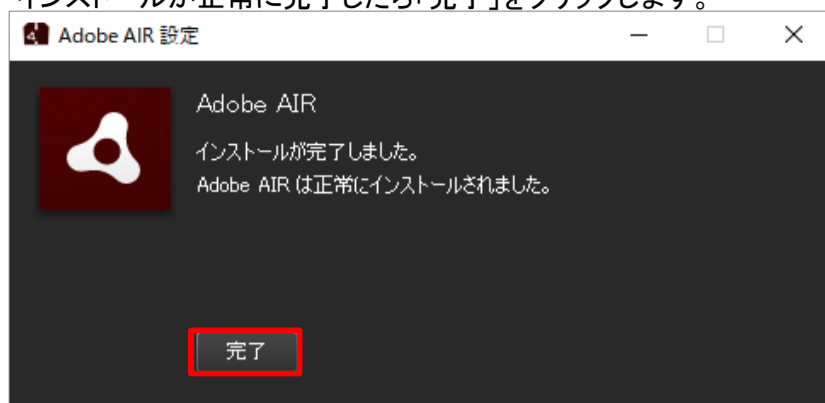 インストールが正常に完了したら「完了」をクリックします。
Adobe AIR 設定
Adobe AIR
インストールが完了しました。
Adobe AIR は正常にインストールされました。
完了